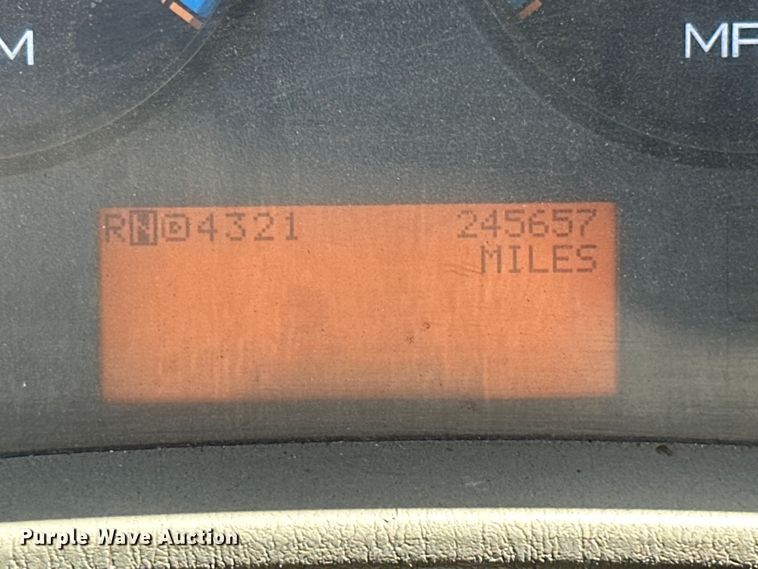 M
MP
RND4321 245657
MILES
Purple Wave Auction